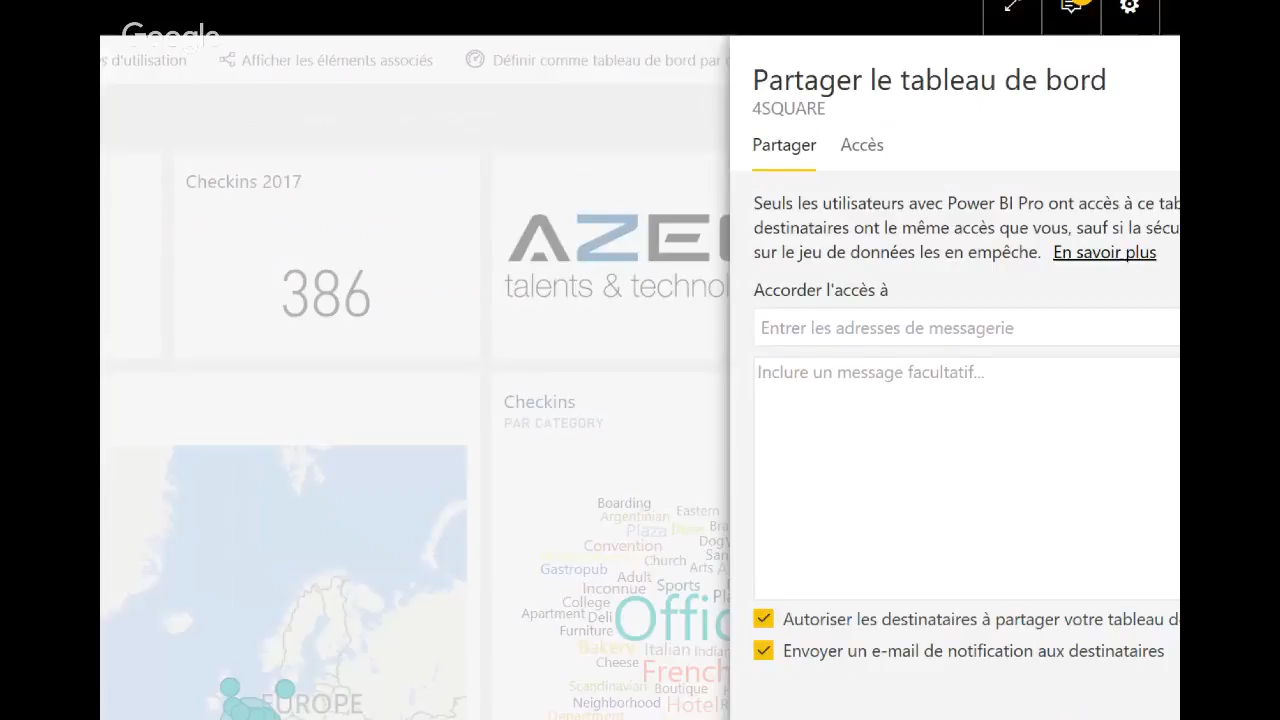 Google
d'utilisation
Afficher les éléments associés
Définir comme tableau de bord par
Partager le tableau de bord
4SQUARE
Partager
Accès
Checkins 2017
386
talents &
Seuls les utilisateurs avec Power BI Pro ont accès à ce
destinataires ont le même accès que vous, sauf si la
sur le jeu de données les en empêche. En savoir plus
Accorder l'accès à
Entrer les adresses de messagerie
Inclure un message facultatif...
Checkins
PAR CATEGORY
Boarding
Eastern
Argentinian
Plaza
Convention
Church
Arts
Gastropub
Adult
Inconnue
Sports
College
Apartment
Deli
Furniture
Bakery
Italian
Cheese
French
Scandinavian
Boutique
Neighborhood
Hotel
Department
EUROPE
Autoriser les destinataires à partager votre tableau
Envoyer un e-mail de notification aux destinataires